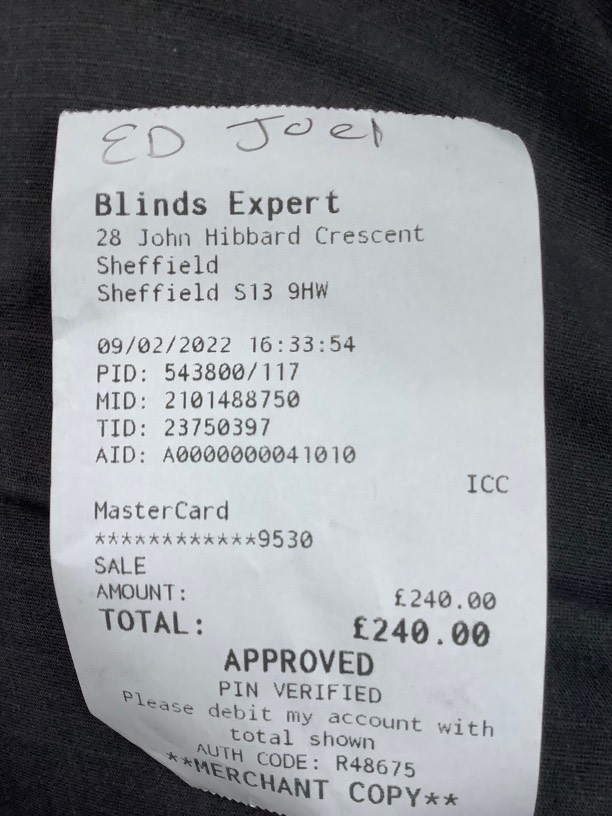 ED Joel
Blinds Expert
28 John Hibbard Crescent
Sheffield
Sheffield S13 9HW
09/02/2022 16:33:54
PID: 543800/117
MID: 2101488750
TID: 23750397
AID: A0000000041010
ICC
MasterCard
************9530
SALE
AMOUNT: £240.00
TOTAL: £240.00
APPROVED
PIN VERIFIED
Please debit my account with
total shown
AUTH CODE: R48675
**MERCHANT COPY**